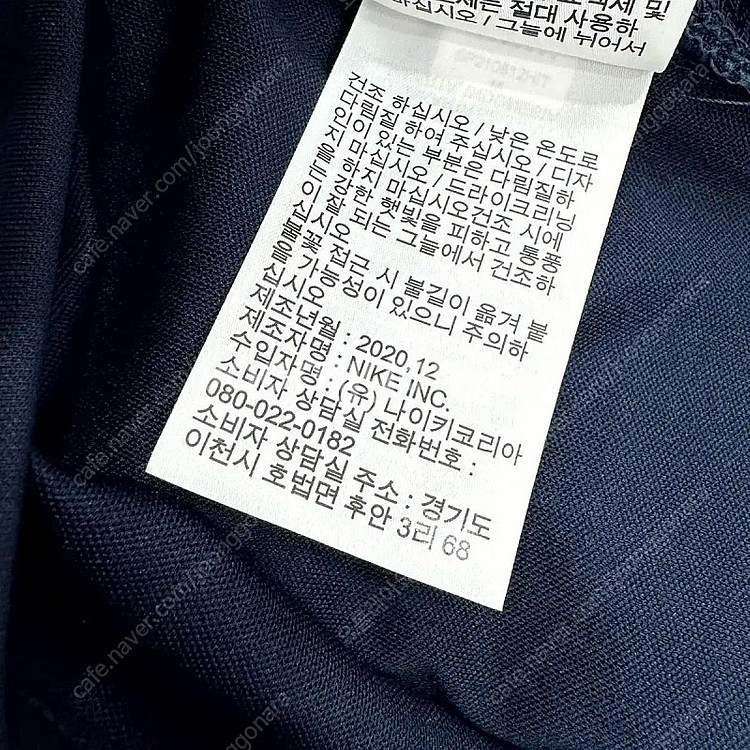 절대 사용하
마십시오 / 그늘에 뉘어서
건조 하십시오 / 낮은 온도로
다림질 하여 주십시오 / 디자
인이 있는 부분은 다림질하
지 마십시오 / 드라이크리닝
는 하지 마십시오건조 시에
는 강한 햇빛을 피하고 통풍
이 잘 되는 그늘에서 건조하
십시오
불꽃 접근 시 불길이 옮겨 붙
을 가능성이 있으니 주의하
십시오
제조년월 : 2020.12
제조자명 : NIKE INC.
수입자명 : (유) 나이키코리아
소비자 상담실 전화번호 :
080-022-0182
소비자 상담실 주소 : 경기도
이천시 호법면 후안 3리 68
cafe.naver.com/joonggonara